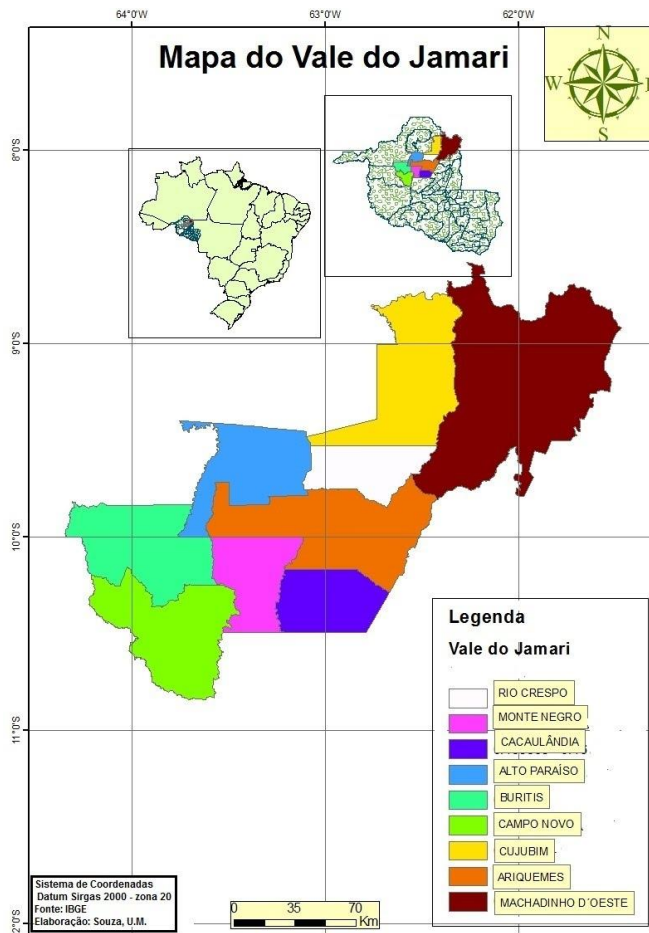 64°0'W 63°0'W 62°0'W
Mapa do Vale do Jamari
N
W
S
8°0'S
9°0'S
10°0'S
11°0'S
2°0'S
Legenda
Vale do Jamari
RIO CRESPO
MONTE NEGRO
CACAULÂNDIA
ALTO PARAÍSO
BURITIS
CAMPO NOVO
CUJUBIM
ARIQUEMES
MACHADINHO D´OESTE
Sistema de Coordenadas
Datum Sirgas 2000 - zona 20
Fonte: IBGE
Elaboração: Souza, U.M.
0 35 70
Km